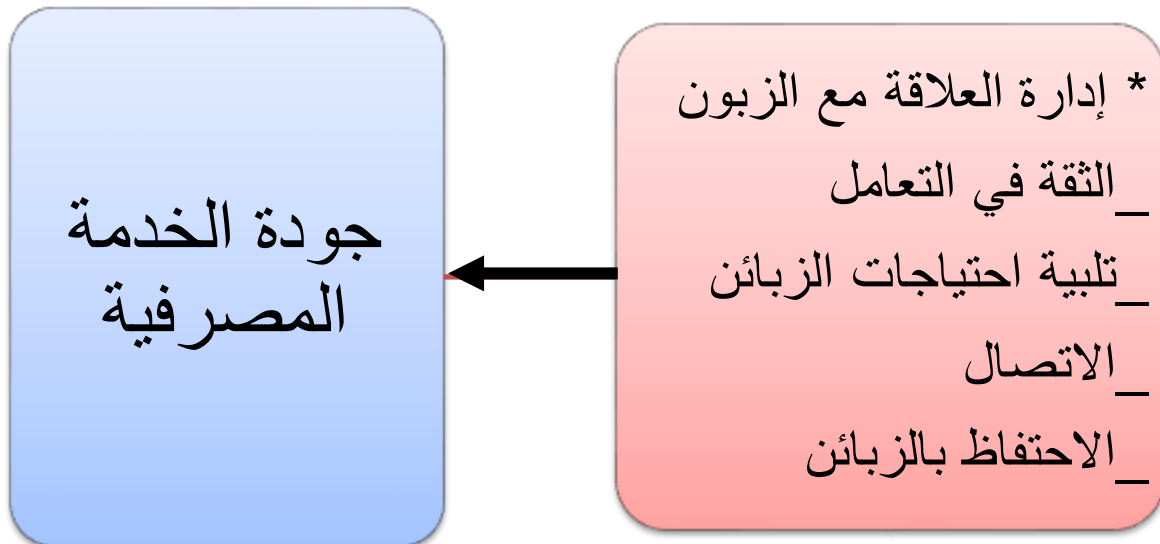 * إدارة العلاقة مع الزبون
_الثقة في التعامل
_تلبية احتياجات الزبائن
_الاتصال
_الاحتفاظ بالزبائن
جودة الخدمة
المصرفية